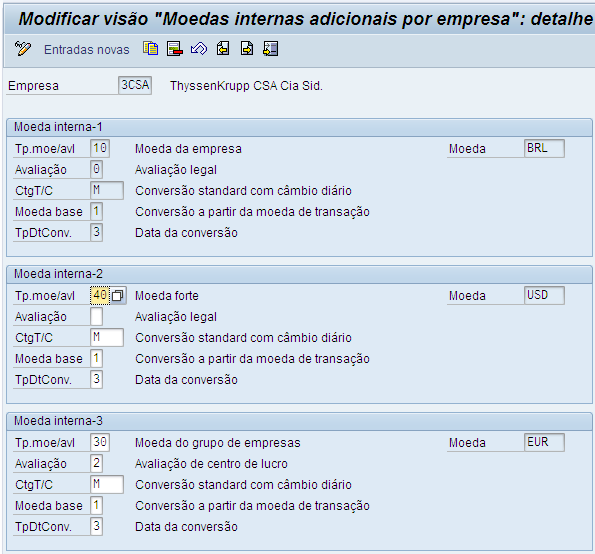 Modificar visão "Moedas internas adicionais por empresa": detalhe
Entradas novas
Empresa 3CSA ThyssenKrupp CSA Cia Sid.
Moeda interna-1
Tp.moe/avl 10 Moeda da empresa Moeda BRL
Avaliação 0 Avaliação legal
CtgT/C M Conversão standard com câmbio diário
Moeda base 1 Conversão a partir da moeda de transação
TpDtConv. 3 Data da conversão
Moeda interna-2
Tp.moe/avl 40 Moeda forte Moeda USD
Avaliação Avaliação legal
CtgT/C M Conversão standard com câmbio diário
Moeda base 1 Conversão a partir da moeda de transação
TpDtConv. 3 Data da conversão
Moeda interna-3
Tp.moe/avl 30 Moeda do grupo de empresas Moeda EUR
Avaliação 2 Avaliação de centro de lucro
CtgT/C M Conversão standard com câmbio diário
Moeda base 1 Conversão a partir da moeda de transação
TpDtConv. 3 Data da conversão